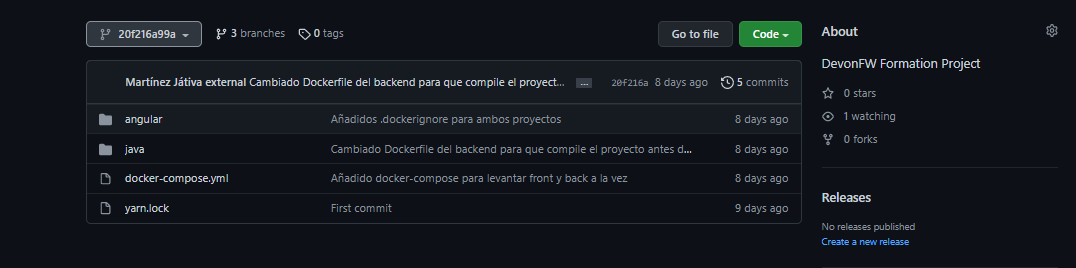 20f216a99a 3 branches 0 tags Go to file Code
Martínez Játiva external Cambiado Dockerfile del backend para que compile el proyect... ... 20f216a 8 days ago 5 commits
angular Añadidos .dockerignore para ambos proyectos 8 days ago
java Cambiado Dockerfile del backend para que compile el proyecto antes d... 8 days ago
docker-compose.yml Añadido docker-compose para levantar front y back a la vez 8 days ago
yarn.lock First commit 9 days ago
About
DevonFW Formation Project
0 stars
1 watching
0 forks
Releases
No releases published
Create a new release